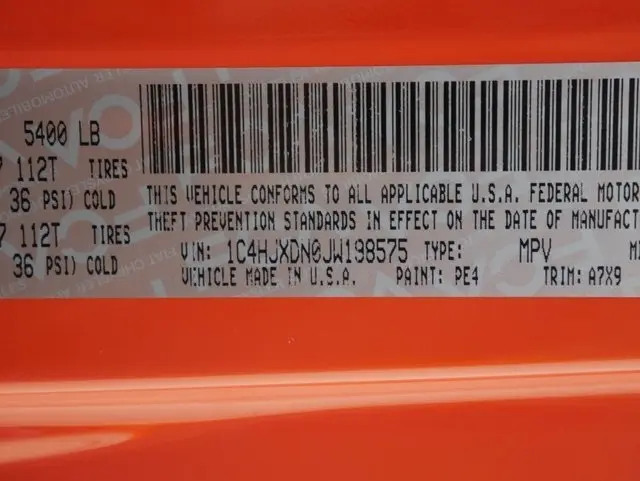 5400 LB
7 112T TIRES
36 PSI) COLD
7 112T TIRES
36 PSI) COLD
THIS VEHICLE CONFORMS TO ALL APPLICABLE U.S.A. FEDERAL MOTOR
THEFT PREVENTION STANDARDS IN EFFECT ON THE DATE OF MANUFACT
VIN: 1C4HJXDN0JW198575 TYPE: MPV
VEHICLE MADE IN U.S.A. PAINT: PE4 TRIM: A7X9